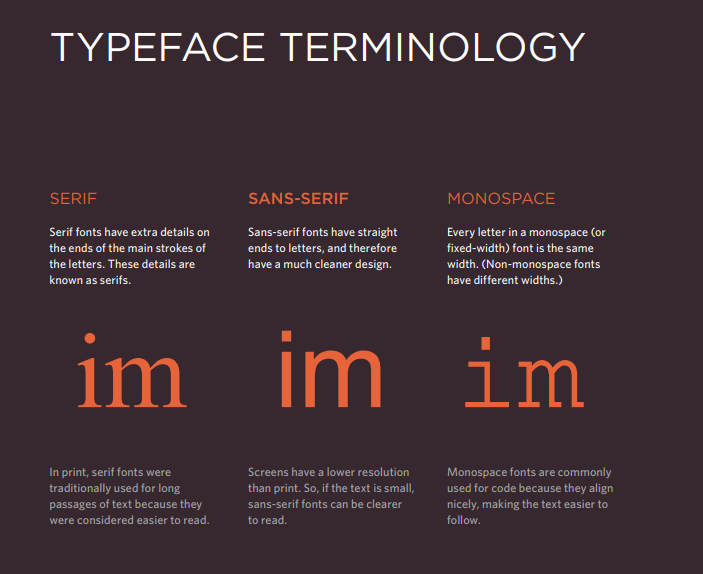 TYPEFACE TERMINOLOGY
SERIF
Serif fonts have extra details on
the ends of the main strokes of
the letters. These details are
known as serifs.
im
In print, serif fonts were
traditionally used for long
passages of text because they
were considered easier to read.
SANS-SERIF
Sans-serif fonts have straight
ends to letters, and therefore
have a much cleaner design.
im
Screens have a lower resolution
than print. So, if the text is small,
sans-serif fonts can be clearer
to read.
MONOSPACE
Every letter in a monospace (or
fixed-width) font is the same
width. (Non-monospace fonts
have different widths.)
im
Monospace fonts are commonly
used for code because they align
nicely, making the text easier to
follow.